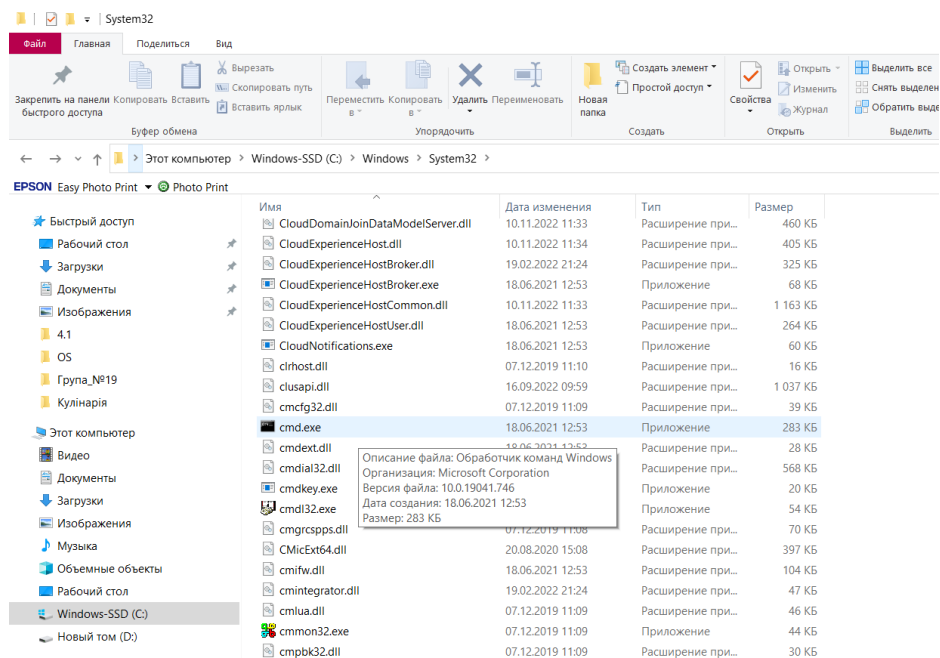 System32
Файл Главная Поделиться Вид
Закрепить на панели быстрого доступа
Копировать
Вставить
Вырезать
Скопировать путь
Вставить ярлык
Буфер обмена
Переместить в
Копировать в
Удалить
Переименовать
Упорядочить
Новая папка
Создать элемент
Простой доступ
Создать
Свойства
Открыть
Изменить
Журнал
Открыть
Выделить все
Снять выделен
Обратить выде
Выделить
Этот компьютер > Windows-SSD (C:) > Windows > System32 >
EPSON Easy Photo Print Photo Print
Быстрый доступ
Рабочий стол
Загрузки
Документы
Изображения
4.1
OS
Група_№19
Кулінарія
Этот компьютер
Видео
Документы
Загрузки
Изображения
Музыка
Объемные объекты
Рабочий стол
Windows-SSD (C:)
Новый том (D:)
Имя Дата изменения Тип Размер
CloudDomainJoinDataModelServer.dll 10.11.2022 11:33 Расширение при... 460 КБ
CloudExperienceHost.dll 10.11.2022 11:34 Расширение при... 405 КБ
CloudExperienceHostBroker.dll 19.02.2022 21:24 Расширение при... 325 КБ
CloudExperienceHostBroker.exe 18.06.2021 12:53 Приложение 68 КБ
CloudExperienceHostCommon.dll 10.11.2022 11:33 Расширение при... 1 163 КБ
CloudExperienceHostUser.dll 18.06.2021 12:53 Расширение при... 264 КБ
CloudNotifications.exe 18.06.2021 12:53 Приложение 60 КБ
clrhost.dll 07.12.2019 11:10 Расширение при... 16 КБ
clusapi.dll 16.09.2022 09:59 Расширение при... 1 037 КБ
cmcfg32.dll 07.12.2019 11:09 Расширение при... 39 КБ
cmd.exe 18.06.2021 12:53 Приложение 283 КБ
cmdext.dll 18.06.2021 12:53 Расширение при... 28 КБ
cmdial32.dll Расширение при... 568 КБ
cmdkey.exe Приложение 20 КБ
cmdl32.exe Приложение 54 КБ
cmgrcspps.dll 07.12.2019 11:08 Расширение при... 70 КБ
CMicExt64.dll 20.08.2020 15:08 Расширение при... 397 КБ
cmifw.dll 18.06.2021 12:53 Расширение при... 104 КБ
cmintegrator.dll 19.02.2022 21:24 Расширение при... 47 КБ
cmlua.dll 07.12.2019 11:09 Расширение при... 46 КБ
cmmon32.exe 07.12.2019 11:09 Приложение 44 КБ
cmpbk32.dll 07.12.2019 11:09 Расширение при... 30 КБ
Описание файла: Обработчик команд Windows
Организация: Microsoft Corporation
Версия файла: 10.0.19041.746
Дата создания: 18.06.2021 12:53
Размер: 283 КБ